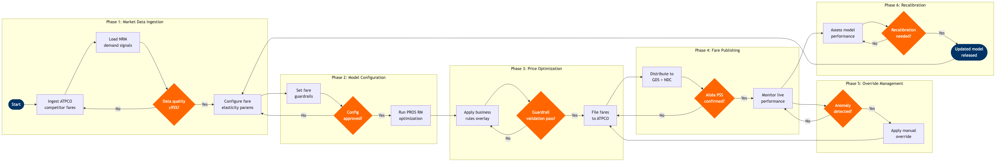 Phase 1: Market Data Ingestion
Start
Ingest ATPCO
competitor fares
Load NRM
demand signals
Data quality
≥95%?
No
Yes
Configure fare
elasticity params
Phase 2: Model Configuration
Set fare
guardrails
Config
approved?
No
Yes
Run PROS RM
optimization
Phase 3: Price Optimization
Apply business
rules overlay
Guardrail
validation pass?
No
Yes
File fares
to ATPCO
Phase 4: Fare Publishing
Distribute to
GDS + NDC
Altéa PSS
confirmed?
No
Yes
Monitor live
performance
Phase 5: Override Management
Anomaly
detected?
No
Yes
Apply manual
override
Phase 6: Recalibration
Assess model
performance
Recalibration
needed?
No
Yes
Updated model
released